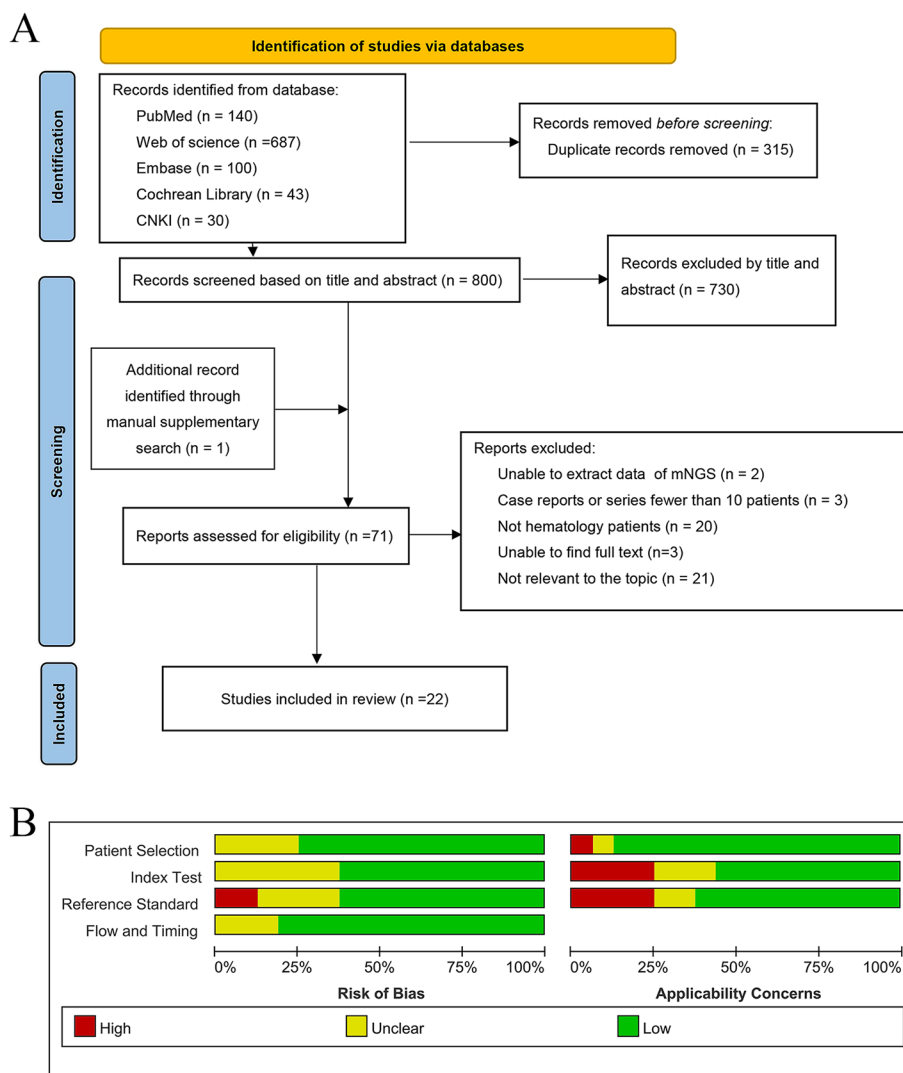 A
Identification of studies via databases
Identification
Records identified from database:
PubMed (n = 140)
Web of science (n =687)
Embase (n = 100)
Cochrean Library (n = 43)
CNKI (n = 30)
Records removed before screening:
Duplicate records removed (n = 315)
Screening
Records screened based on title and abstract (n = 800)
Records excluded by title and
abstract (n = 730)
Additional record
identified through
manual supplementary
search (n = 1)
Reports assessed for eligibility (n =71)
Reports excluded:
Unable to extract data of mNGS (n = 2)
Case reports or series fewer than 10 patients (n = 3)
Not hematology patients (n = 20)
Unable to find full text (n=3)
Not relevant to the topic (n = 21)
Included
Studies included in review (n =22)
B
Patient Selection
Index Test
Reference Standard
Flow and Timing
0% 25% 50% 75% 100%
Risk of Bias
0% 25% 50% 75% 100%
Applicability Concerns
High
Unclear
Low